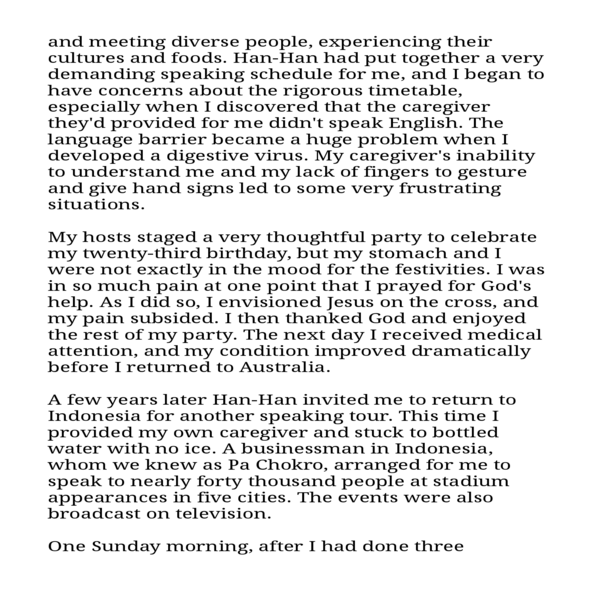 and meeting diverse people, experiencing their
cultures and foods. Han-Han had put together a very
demanding speaking schedule for me, and I began to
have concerns about the rigorous timetable,
especially when I discovered that the caregiver
they'd provided for me didn't speak English. The
language barrier became a huge problem when I
developed a digestive virus. My caregiver's inability
to understand me and my lack of fingers to gesture
and give hand signs led to some very frustrating
situations.
My hosts staged a very thoughtful party to celebrate
my twenty-third birthday, but my stomach and I
were not exactly in the mood for the festivities. I was
in so much pain at one point that I prayed for God's
help. As I did so, I envisioned Jesus on the cross, and
my pain subsided. I then thanked God and enjoyed
the rest of my party. The next day I received medical
attention, and my condition improved dramatically
before I returned to Australia.
A few years later Han-Han invited me to return to
Indonesia for another speaking tour. This time I
provided my own caregiver and stuck to bottled
water with no ice. A businessman in Indonesia,
whom we knew as Pa Chokro, arranged for me to
speak to nearly forty thousand people at stadium
appearances in five cities. The events were also
broadcast on television.
One Sunday morning, after I had done three